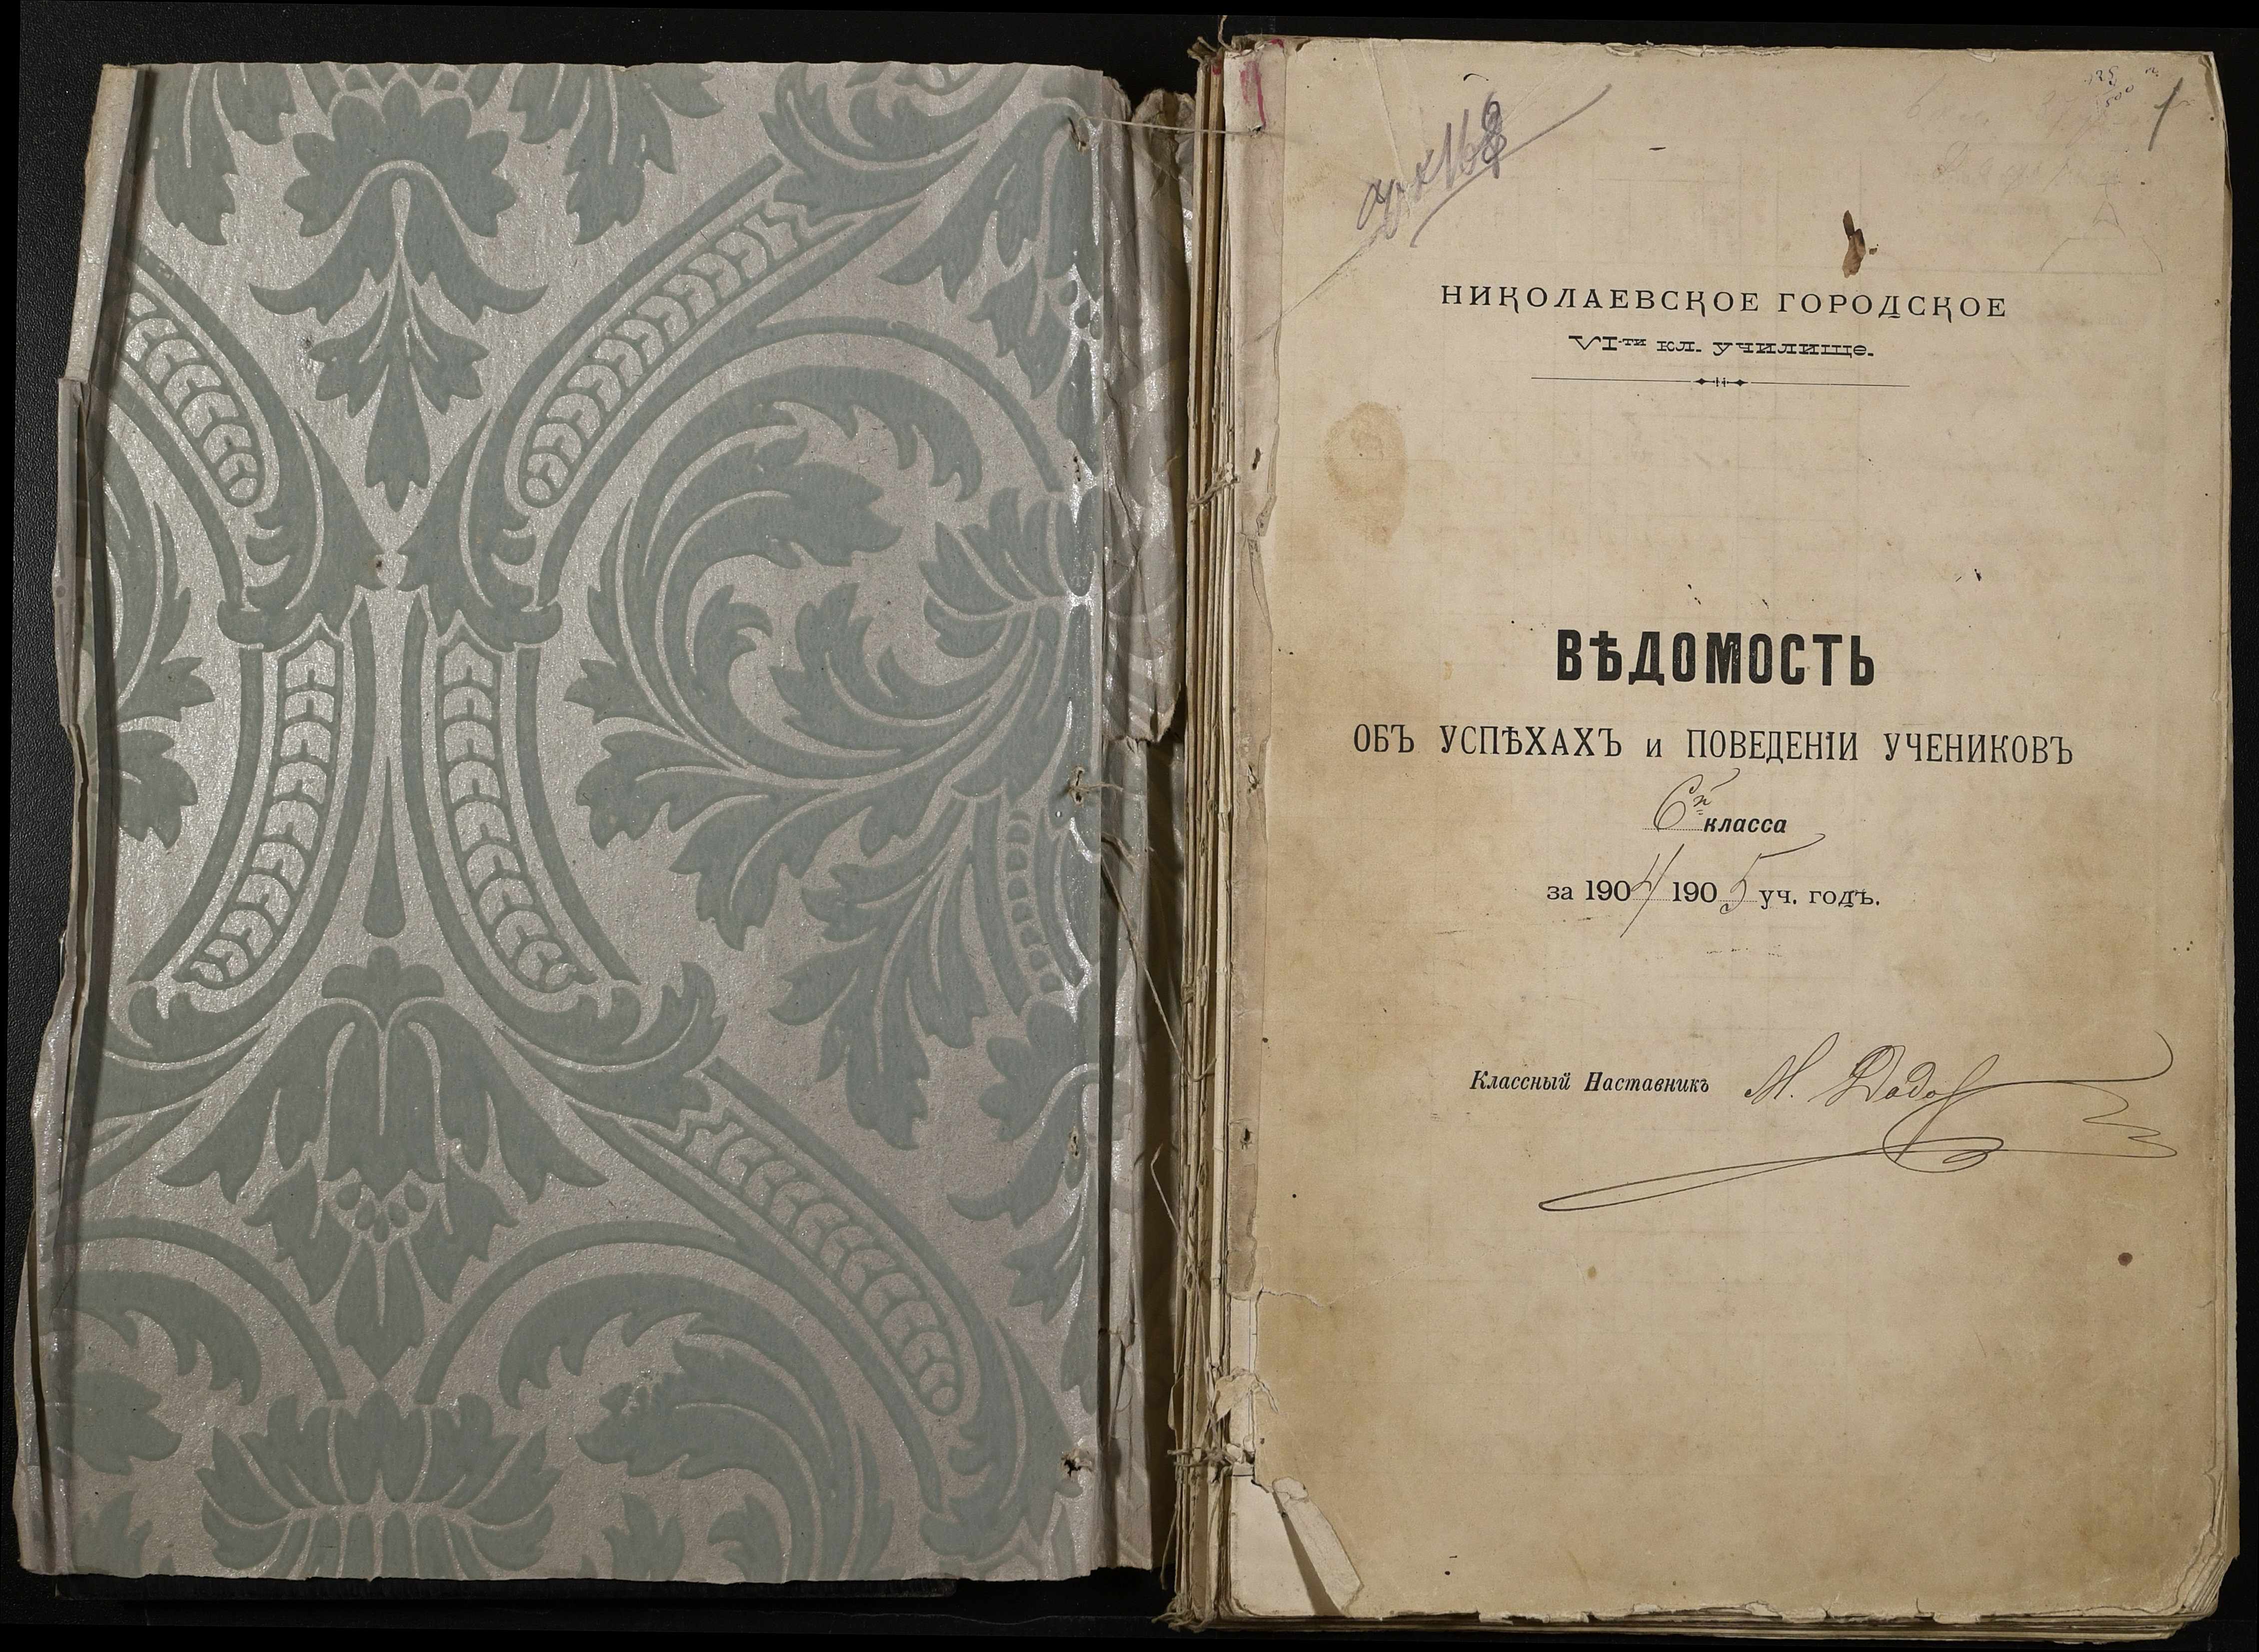 1
НИКОЛАЕВСКОЕ ГОРОДСКОЕ
VI-ти кл. училище.
ВѢДОМОСТЬ
ОБЪ УСПѢХАХЪ и ПОВЕДЕНІИ УЧЕНИКОВЪ
6го класса
за 1904/1905 уч. годъ.
Классный Наставникъ М.